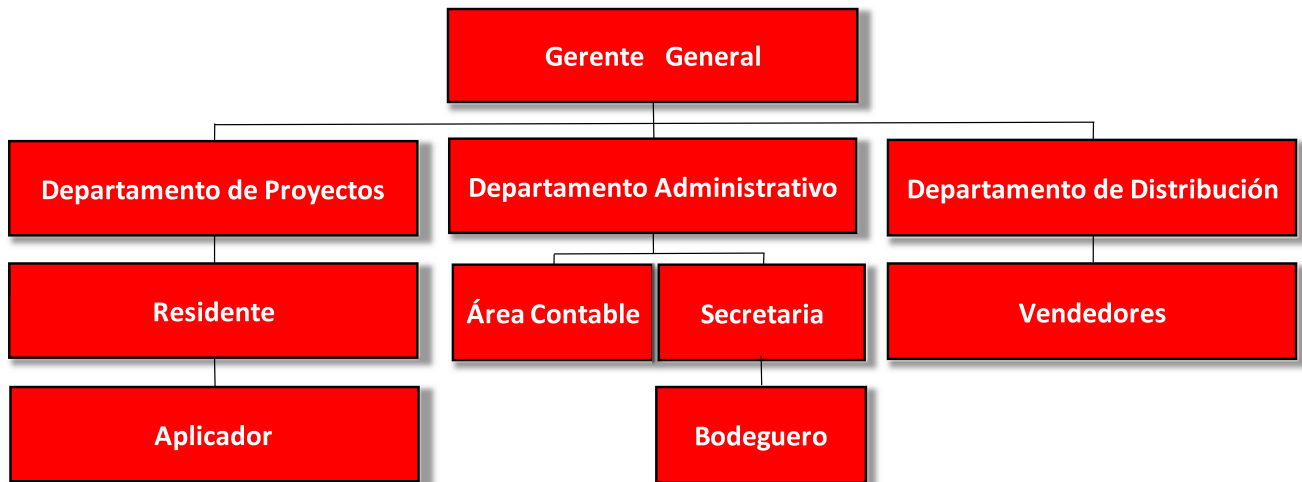 Gerente General
Departamento de Proyectos
Departamento Administrativo
Departamento de Distribución
Residente
Área Contable
Secretaria
Vendedores
Aplicador
Bodeguero